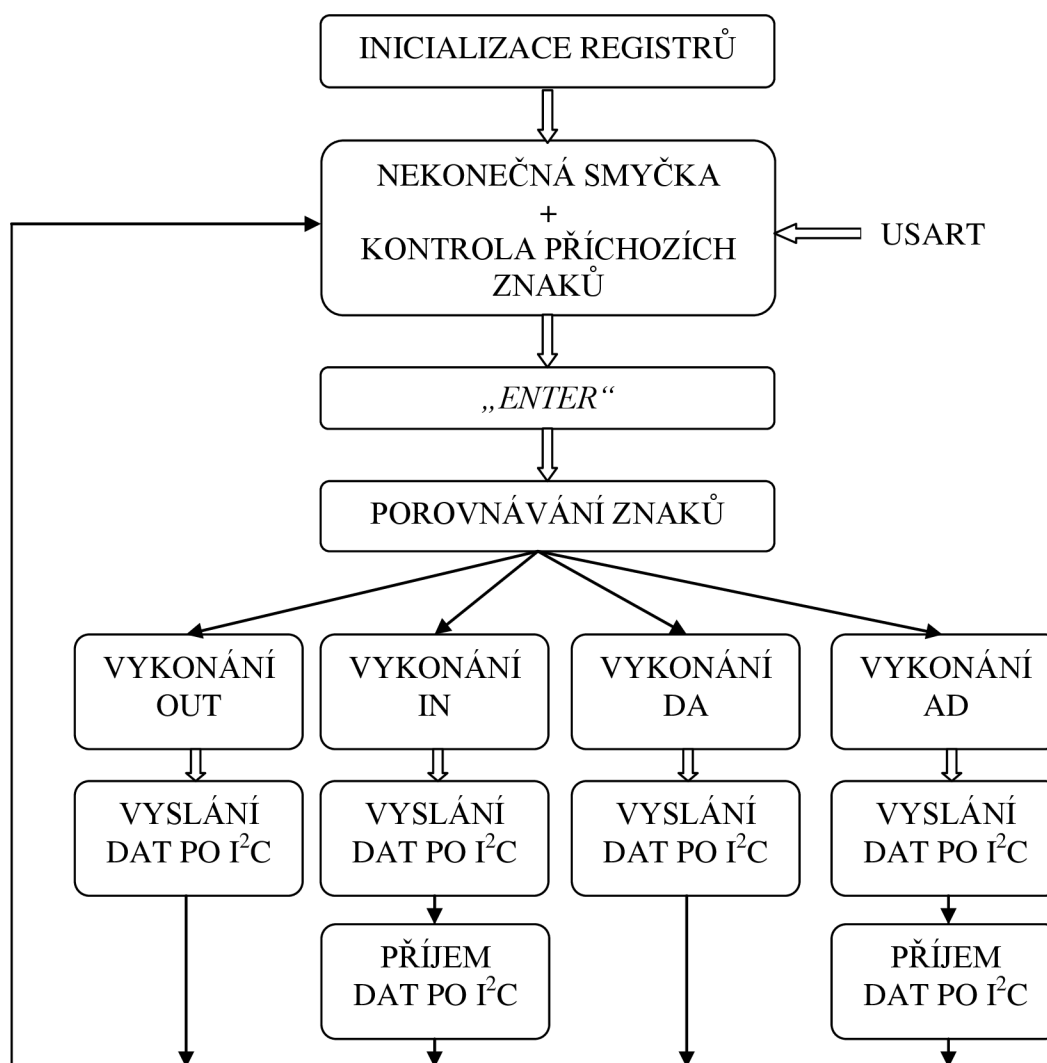 INICIALIZACE REGISTRŮ
NEKONEČNÁ SMYČKA
+
KONTROLA PŘÍCHOZÍCH
ZNAKŮ
USART
„ENTER“
POROVNÁVÁNÍ ZNAKŮ
VYKONÁNÍ
OUT
VYKONÁNÍ
IN
VYKONÁNÍ
DA
VYKONÁNÍ
AD
VYSLÁNÍ
DAT PO I²C
VYSLÁNÍ
DAT PO I²C
VYSLÁNÍ
DAT PO I²C
VYSLÁNÍ
DAT PO I²C
PŘÍJEM
DAT PO I²C
PŘÍJEM
DAT PO I²C